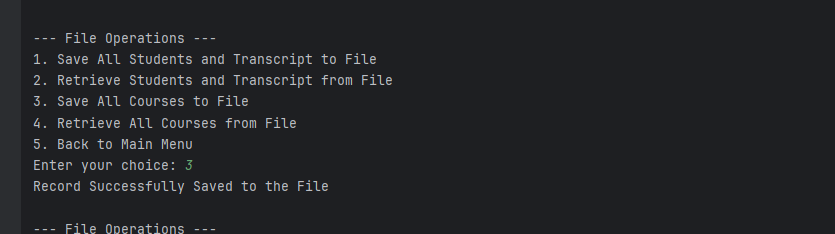 --- File Operations ---
1. Save All Students and Transcript to File
2. Retrieve Students and Transcript from File
3. Save All Courses to File
4. Retrieve All Courses from File
5. Back to Main Menu
Enter your choice: 3
Record Successfully Saved to the File
--- File Operations ---